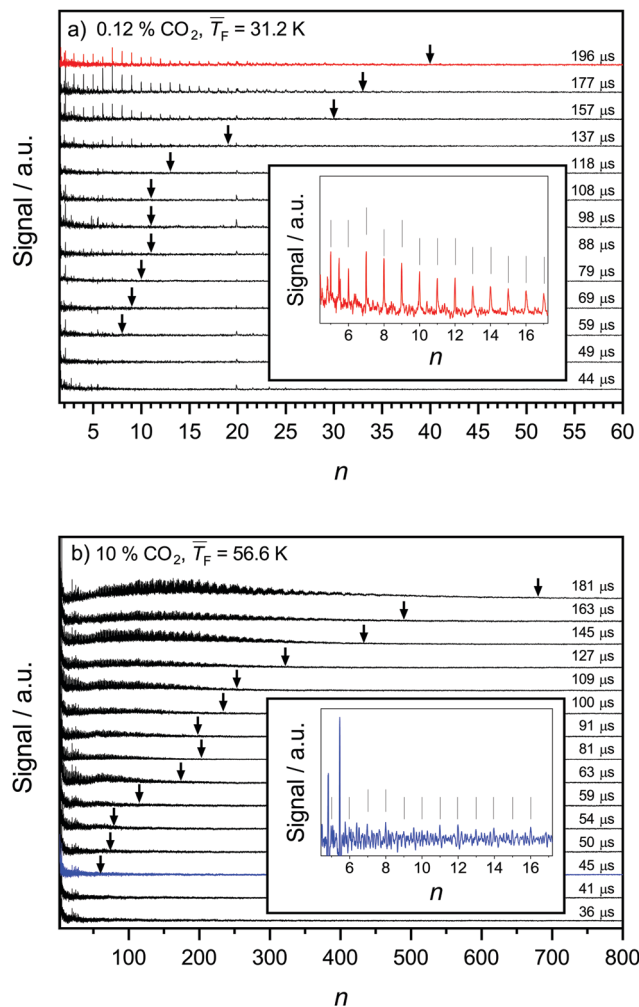 a) 0.12 % CO₂, T̅_F = 31.2 K
196 μs
177 μs
157 μs
137 μs
118 μs
108 μs
98 μs
88 μs
79 μs
69 μs
59 μs
49 μs
44 μs
Signal / a.u.
Signal / a.u.
6 8 10 12 14 16
n
5 10 15 20 25 30 35 40 45 50 55 60
n
b) 10 % CO₂, T̅_F = 56.6 K
181 μs
163 μs
145 μs
127 μs
109 μs
100 μs
91 μs
81 μs
63 μs
59 μs
54 μs
50 μs
45 μs
41 μs
36 μs
Signal / a.u.
Signal / a.u.
6 8 10 12 14 16
n
100 200 300 400 500 600 700 800
n